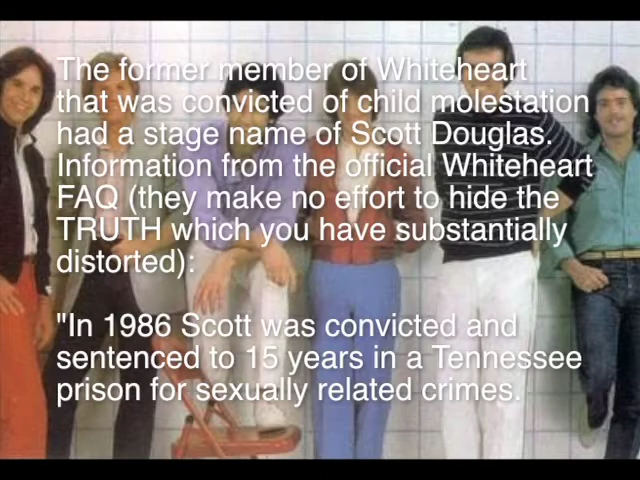 The former member of Whiteheart
that was convicted of child molestation
had a stage name of Scott Douglas.
Information from the official Whiteheart
FAQ (they make no effort to hide the
TRUTH which you have substantially
distorted):
"In 1986 Scott was convicted and
sentenced to 15 years in a Tennessee
prison for sexually related crimes.